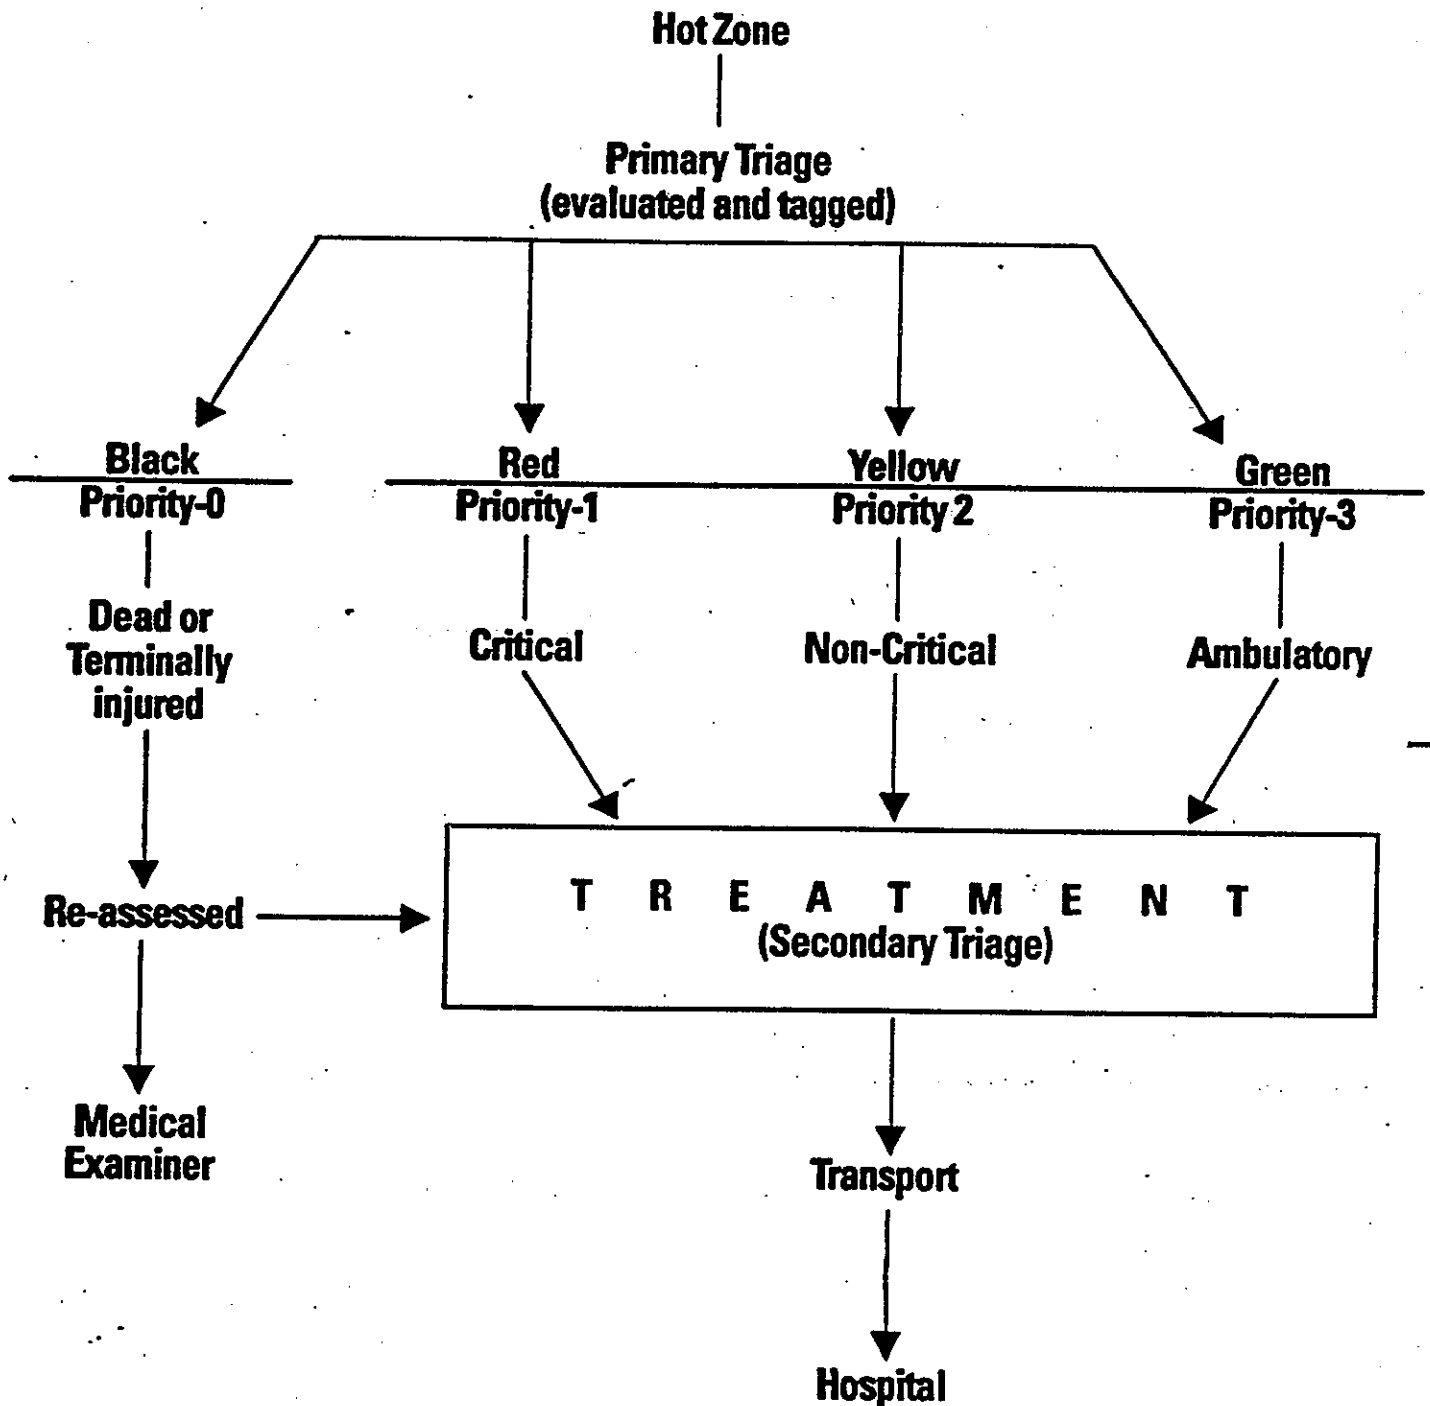 Hot Zone
Primary Triage
(evaluated and tagged)
Black
Priority-0
Red
Priority-1
Yellow
Priority 2
Green
Priority-3
Dead or
Terminally
injured
Critical
Non-Critical
Ambulatory
Re-assessed
T R E A T M E N T
(Secondary Triage)
Medical
Examiner
Transport
Hospital